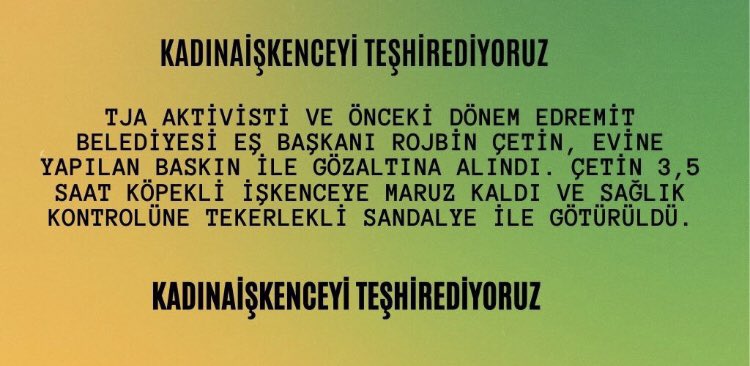 KADINAİŞKENCEYİ TEŞHİREDİYORUZ
TJA AKTİVİSTİ VE ÖNCEKİ DÖNEM EDREMİT
BELEDİYESİ EŞ BAŞKANI ROJBİN ÇETİN, EVİNE
YAPILAN BASKIN İLE GÖZALTINA ALINDI. ÇETİN 3,5
SAAT KÖPEKLİ İŞKENCEYE MARUZ KALDI VE SAĞLIK
KONTROLÜNE TEKERLEKLİ SANDALYE İLE GÖTÜRÜLDÜ.
KADINAİŞKENCEYİ TEŞHİREDİYORUZ